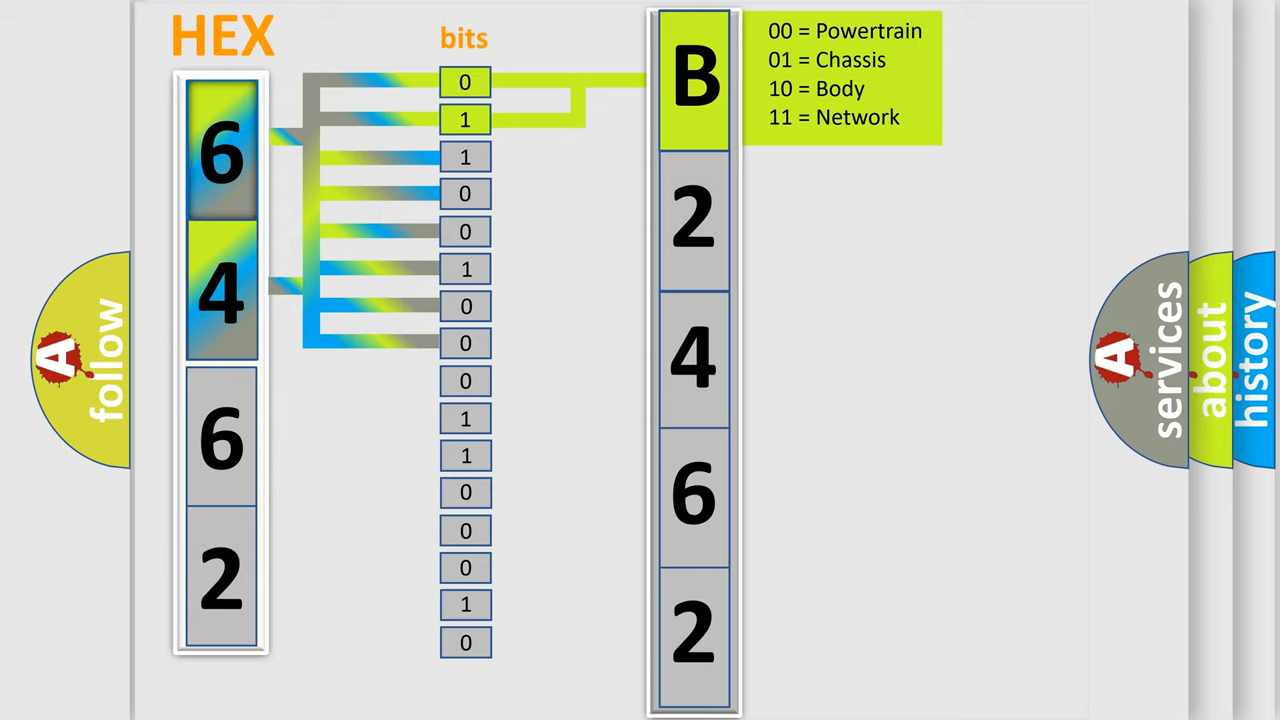 HEX
bits
6
4
6
2
0
1
1
0
0
1
0
0
0
1
1
0
0
0
1
0
B
2
4
6
2
00 = Powertrain
01 = Chassis
10 = Body
11 = Network
A
follow
A
services
about
history